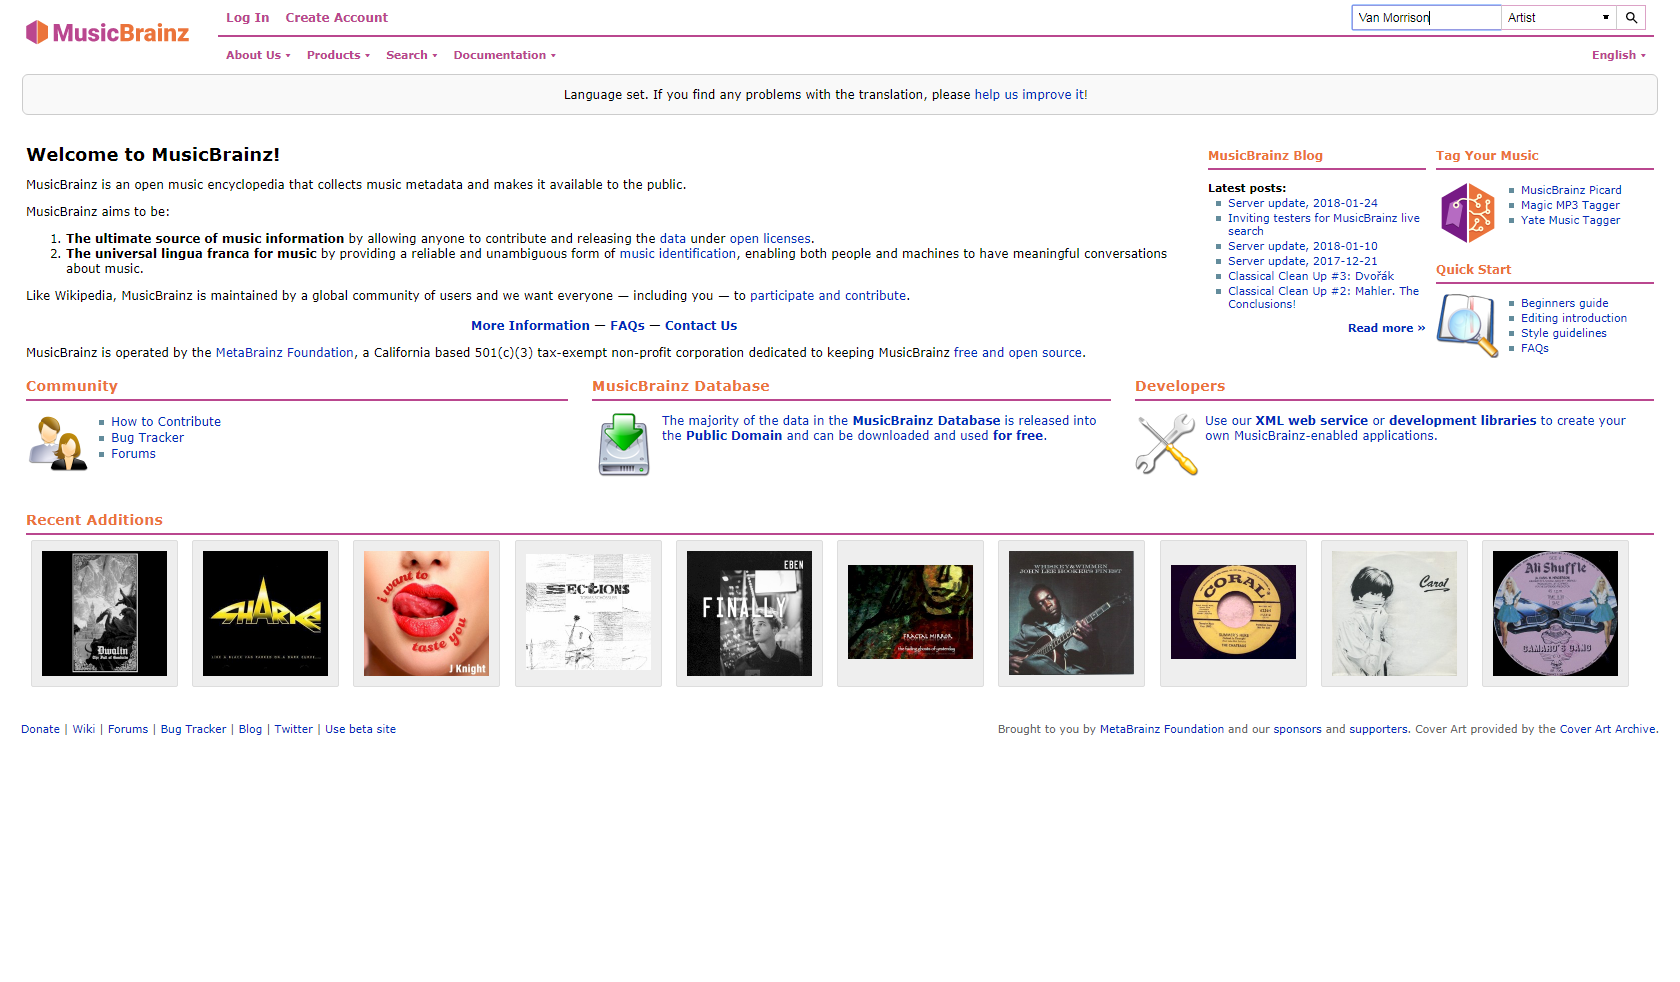 MusicBrainz
Log In Create Account
Van Morrison Artist
About Us Products Search Documentation English
Language set. If you find any problems with the translation, please help us improve it!
Welcome to MusicBrainz!
MusicBrainz is an open music encyclopedia that collects music metadata and makes it available to the public.
MusicBrainz aims to be:
1. The ultimate source of music information by allowing anyone to contribute and releasing the data under open licenses.
2. The universal lingua franca for music by providing a reliable and unambiguous form of music identification, enabling both people and machines to have meaningful conversations
about music.
Like Wikipedia, MusicBrainz is maintained by a global community of users and we want everyone — including you — to participate and contribute.
More Information — FAQs — Contact Us
MusicBrainz is operated by the MetaBrainz Foundation, a California based 501(c)(3) tax-exempt non-profit corporation dedicated to keeping MusicBrainz free and open source.
MusicBrainz Blog
Latest posts:
Server update, 2018-01-24
Inviting testers for MusicBrainz live
search
Server update, 2018-01-10
Server update, 2017-12-21
Classical Clean Up #3: Dvořák
Classical Clean Up #2: Mahler. The
Conclusions!
Read more »
Tag Your Music
MusicBrainz Picard
Magic MP3 Tagger
Yate Music Tagger
Quick Start
Beginners guide
Editing introduction
Style guidelines
FAQs
Community
How to Contribute
Bug Tracker
Forums
MusicBrainz Database
The majority of the data in the MusicBrainz Database is released into
the Public Domain and can be downloaded and used for free.
Developers
Use our XML web service or development libraries to create your
own MusicBrainz-enabled applications.
Recent Additions
Dwalin
SHARKS
i want to
taste you
J Knight
SECTIONS
EBEN
FINALLY
FRACTAL MIRROR
the fading ghosts of yesterday
WHISKEY & WIMMEN
JOHN LEE HOOKER'S FINEST
CORAL
Carol
Ali Shuffle
CAMARO'S GANG
Donate | Wiki | Forums | Bug Tracker | Blog | Twitter | Use beta site
Brought to you by MetaBrainz Foundation and our sponsors and supporters. Cover Art provided by the Cover Art Archive.